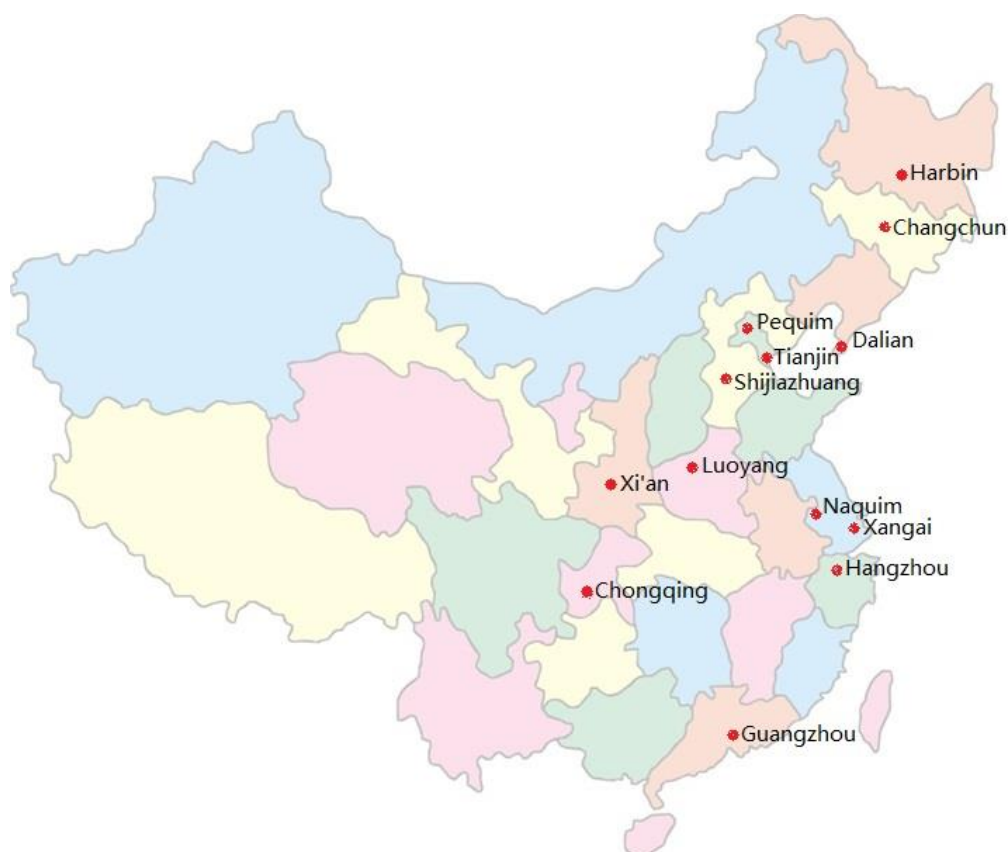 Harbin
Changchun
Pequim
Dalian
Tianjin
Shijiazhuang
Luoyang
Xi'an
Naquim
Xangai
Hangzhou
Chongqing
Guangzhou